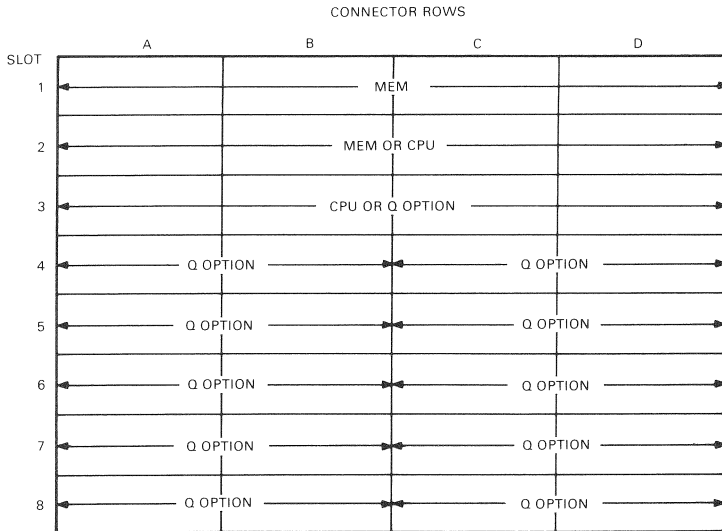 CONNECTOR ROWS
A B C D
SLOT
1 MEM
2 MEM OR CPU
3 CPU OR Q OPTION
4 Q OPTION Q OPTION
5 Q OPTION Q OPTION
6 Q OPTION Q OPTION
7 Q OPTION Q OPTION
8 Q OPTION Q OPTION